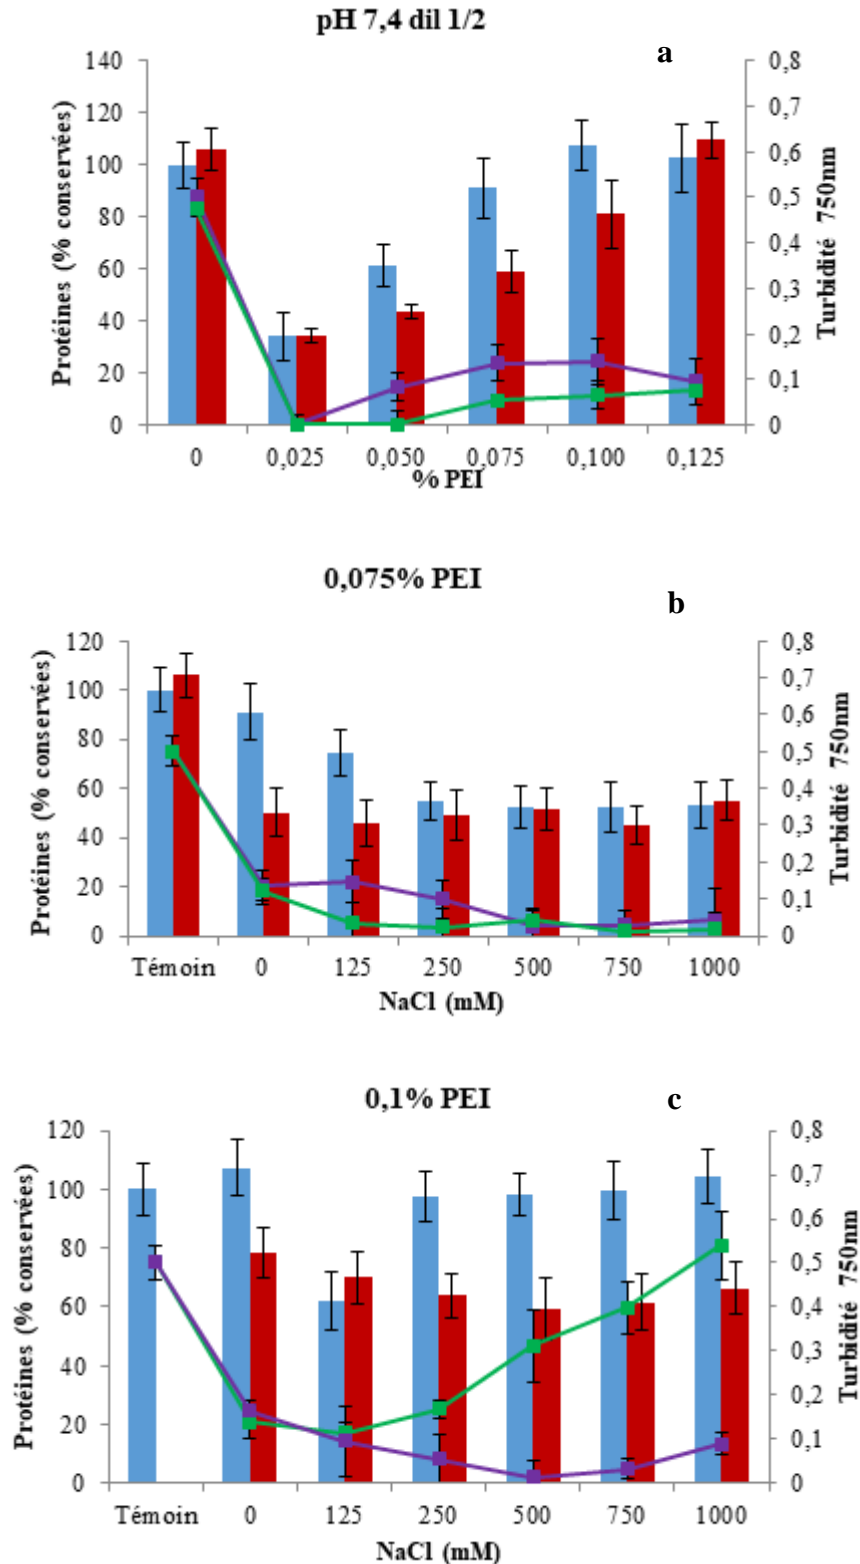 pH 7,4 dil 1/2
a
Protéines (% conservées)
140
120
100
80
60
40
20
0
0,8
0,7
0,6
0,5
0,4
0,3
0,2
0,1
0
Turbidité 750nm
0 0,025 0,050 0,075 0,100 0,125
% PEI
0,075% PEI
b
Protéines (% conservées)
120
100
80
60
40
20
0
0,8
0,7
0,6
0,5
0,4
0,3
0,2
0,1
0
Turbidité 750nm
Témoin 0 125 250 500 750 1000
NaCl (mM)
0,1% PEI
c
Protéines (% conservées)
120
100
80
60
40
20
0
0,8
0,7
0,6
0,5
0,4
0,3
0,2
0,1
0
Turbidité 750nm
Témoin 0 125 250 500 750 1000
NaCl (mM)